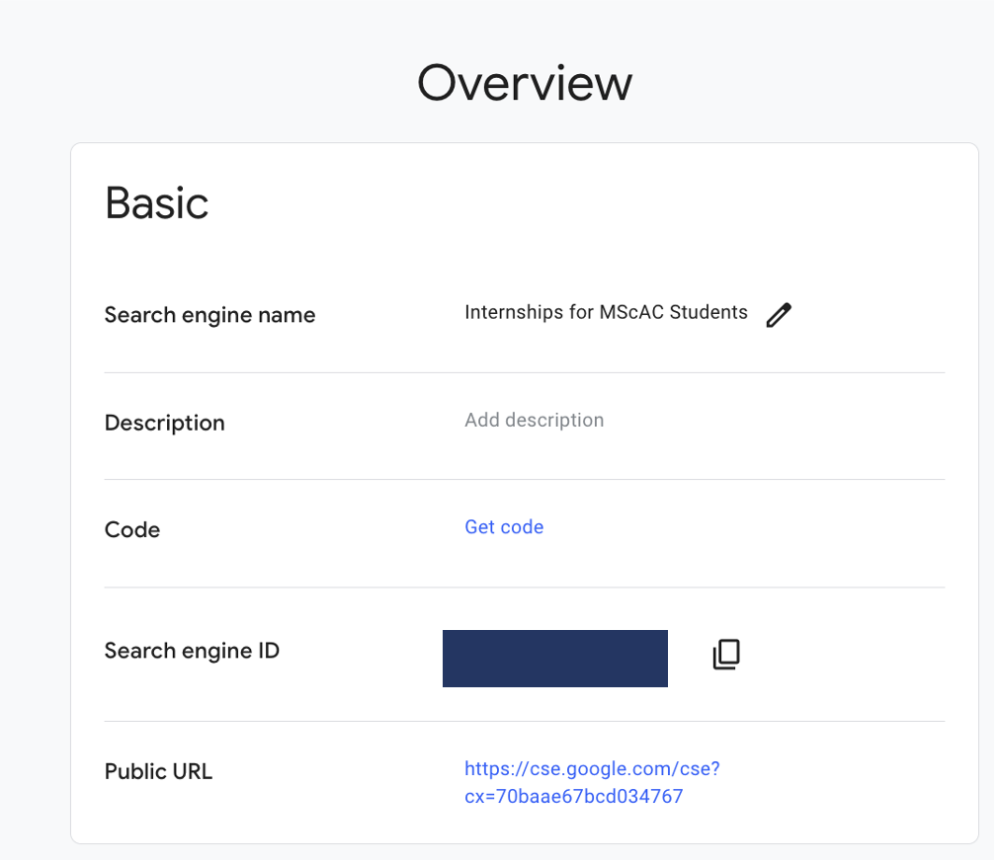 Overview
Basic
Search engine name
Internships for MScAC Students
Description
Add description
Code
Get code
Search engine ID
Public URL
https://cse.google.com/cse?
cx=70baae67bcd034767